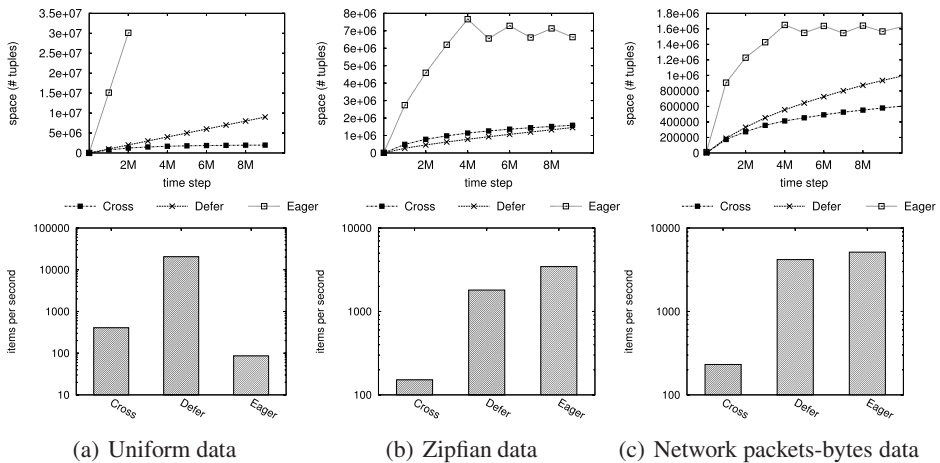 3.5e+07
3e+07
2.5e+07
2e+07
1.5e+07
1e+07
5e+06
0
space (# tuples)
2M 4M 6M 8M
time step
Cross Defer Eager
8e+06
7e+06
6e+06
5e+06
4e+06
3e+06
2e+06
1e+06
0
space (# tuples)
2M 4M 6M 8M
time step
Cross Defer Eager
1.8e+06
1.6e+06
1.4e+06
1.2e+06
1e+06
800000
600000
400000
200000
0
space (# tuples)
2M 4M 6M 8M
time step
Cross Defer Eager
100000
10000
1000
100
10
items per second
Cross Defer Eager
10000
1000
100
items per second
Cross Defer Eager
10000
1000
100
items per second
Cross Defer Eager
(a) Uniform data
(b) Zipfian data
(c) Network packets-bytes data